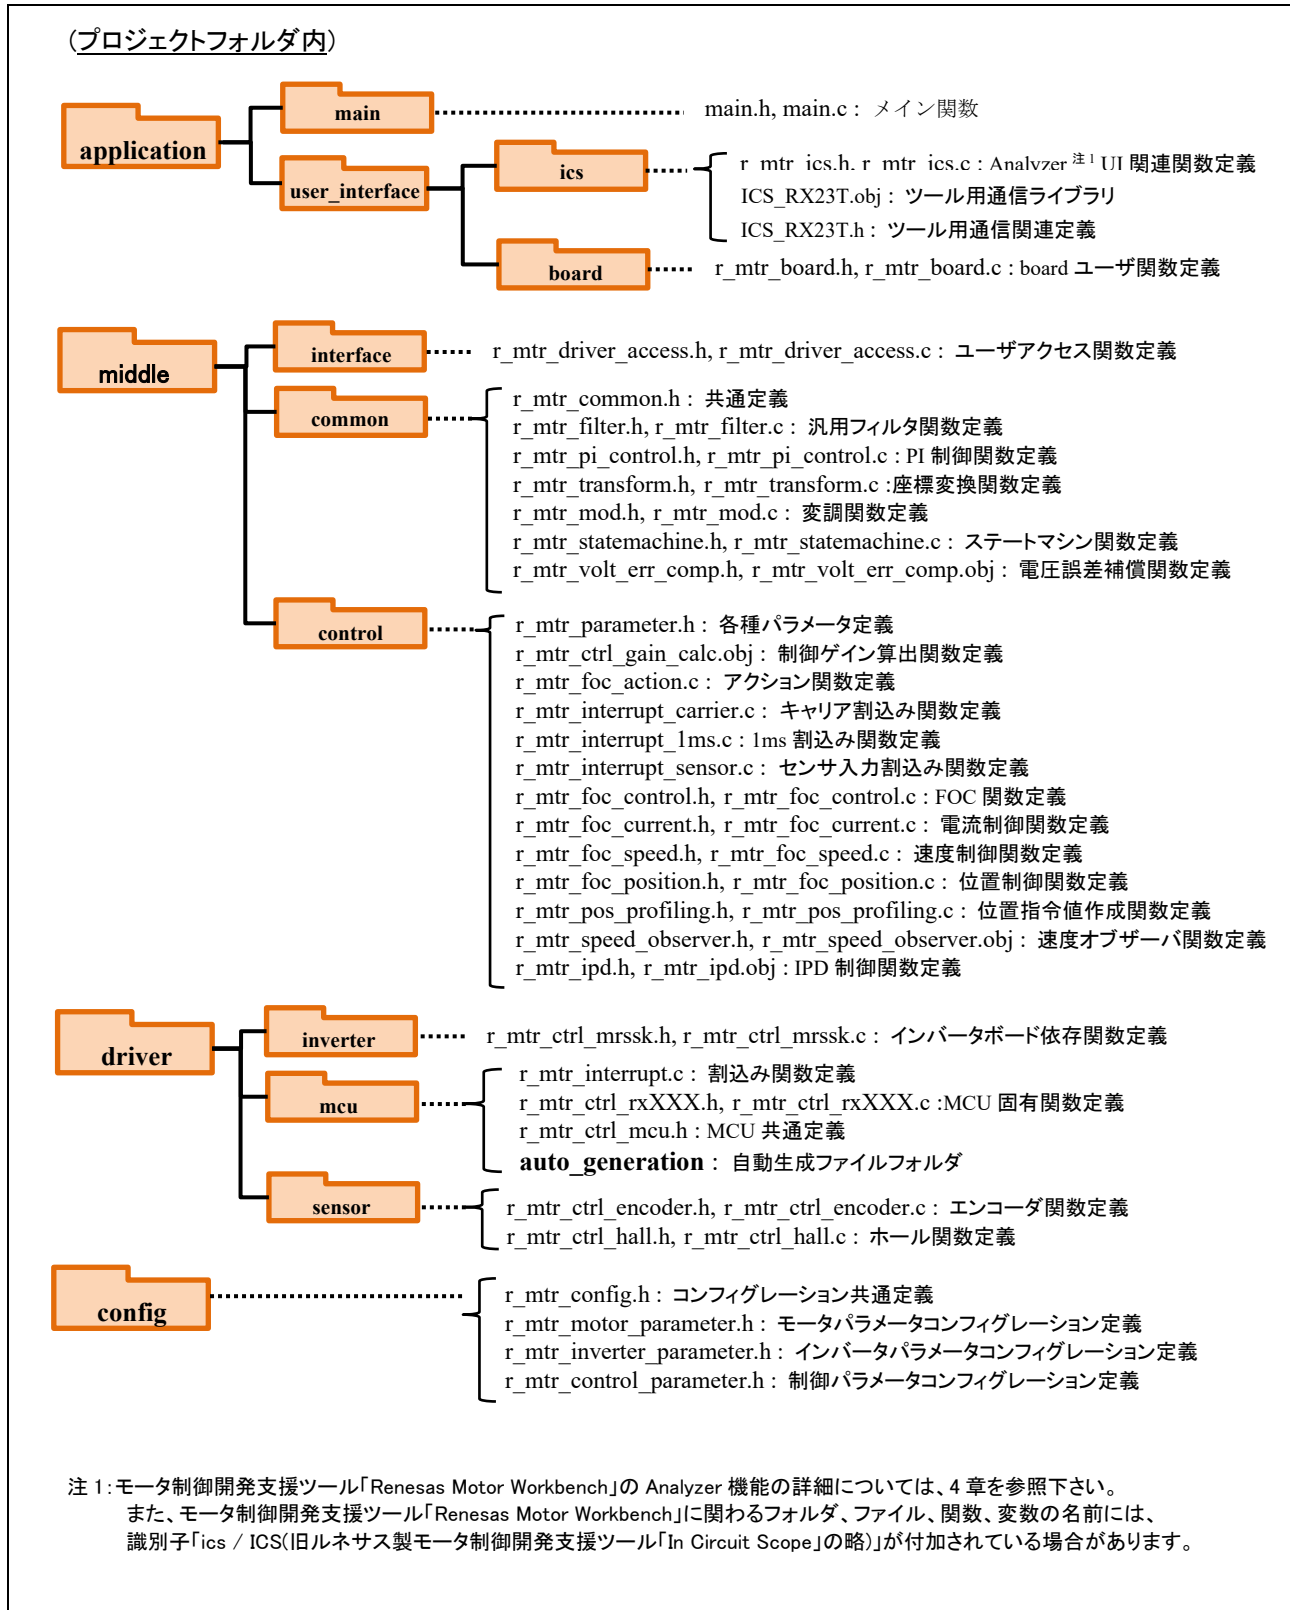 (プロジェクトフォルダ内)
application
main
main.h, main.c : メイン関数
user_interface
ics
r_mtr_ics.h, r_mtr_ics.c : Analyzer 注1 UI 関連関数定義
ICS_RX23T.obj : ツール用通信ライブラリ
ICS_RX23T.h : ツール用通信関連定義
board
r_mtr_board.h, r_mtr_board.c : board ユーザ関数定義
middle
interface
r_mtr_driver_access.h, r_mtr_driver_access.c : ユーザアクセス関数定義
common
r_mtr_common.h : 共通定義
r_mtr_filter.h, r_mtr_filter.c : 汎用フィルタ関数定義
r_mtr_pi_control.h, r_mtr_pi_control.c : PI 制御関数定義
r_mtr_transform.h, r_mtr_transform.c :座標変換関数定義
r_mtr_mod.h, r_mtr_mod.c : 変調関数定義
r_mtr_statemachine.h, r_mtr_statemachine.c : ステートマシン関数定義
r_mtr_volt_err_comp.h, r_mtr_volt_err_comp.obj : 電圧誤差補償関数定義
control
r_mtr_parameter.h : 各種パラメータ定義
r_mtr_ctrl_gain_calc.obj : 制御ゲイン算出関数定義
r_mtr_foc_action.c : アクション関数定義
r_mtr_interrupt_carrier.c : キャリア割込み関数定義
r_mtr_interrupt_1ms.c : 1ms 割込み関数定義
r_mtr_interrupt_sensor.c : センサ入力割込み関数定義
r_mtr_foc_control.h, r_mtr_foc_control.c : FOC 関数定義
r_mtr_foc_current.h, r_mtr_foc_current.c : 電流制御関数定義
r_mtr_foc_speed.h, r_mtr_foc_speed.c : 速度制御関数定義
r_mtr_foc_position.h, r_mtr_foc_position.c : 位置制御関数定義
r_mtr_pos_profiling.h, r_mtr_pos_profiling.c : 位置指令値作成関数定義
r_mtr_speed_observer.h, r_mtr_speed_observer.obj : 速度オブザーバ関数定義
r_mtr_ipd.h, r_mtr_ipd.obj : IPD 制御関数定義
driver
inverter
r_mtr_ctrl_mrssk.h, r_mtr_ctrl_mrssk.c : インバータボード依存関数定義
mcu
r_mtr_interrupt.c : 割込み関数定義
r_mtr_ctrl_rxXXX.h, r_mtr_ctrl_rxXXX.c :MCU 固有関数定義
r_mtr_ctrl_mcu.h : MCU 共通定義
auto_generation : 自動生成ファイルフォルダ
sensor
r_mtr_ctrl_encoder.h, r_mtr_ctrl_encoder.c : エンコーダ関数定義
r_mtr_ctrl_hall.h, r_mtr_ctrl_hall.c : ホール関数定義
config
r_mtr_config.h : コンフィグレーション共通定義
r_mtr_motor_parameter.h : モータパラメータコンフィグレーション定義
r_mtr_inverter_parameter.h : インバータパラメータコンフィグレーション定義
r_mtr_control_parameter.h : 制御パラメータコンフィグレーション定義
注 1:モータ制御開発支援ツール「Renesas Motor Workbench」の Analyzer 機能の詳細については、4 章を参照下さい。
また、モータ制御開発支援ツール「Renesas Motor Workbench」に関わるフォルダ、ファイル、関数、変数の名前には、
識別子「ics / ICS(旧ルネサス製モータ制御開発支援ツール「In Circuit Scope」の略)」が付加されている場合があります。